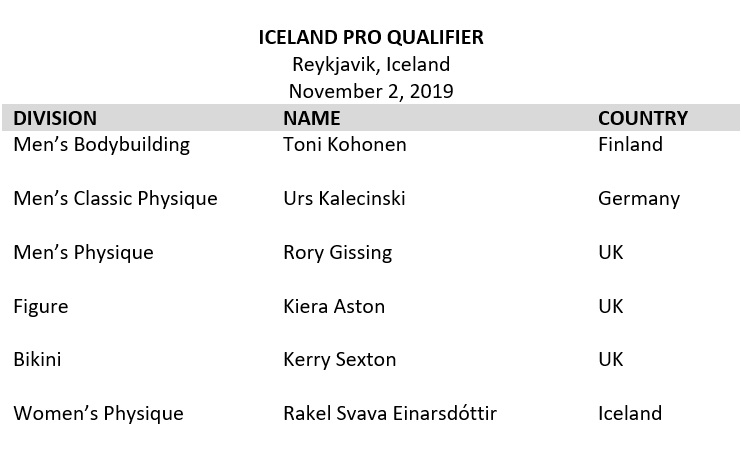 ICELAND PRO QUALIFIER
Reykjavik, Iceland
November 2, 2019
DIVISION NAME COUNTRY
Men’s Bodybuilding Toni Kohonen Finland
Men’s Classic Physique Urs Kalecinski Germany
Men’s Physique Rory Gissing UK
Figure Kiera Aston UK
Bikini Kerry Sexton UK
Women’s Physique Rakel Svava Einarsdóttir Iceland